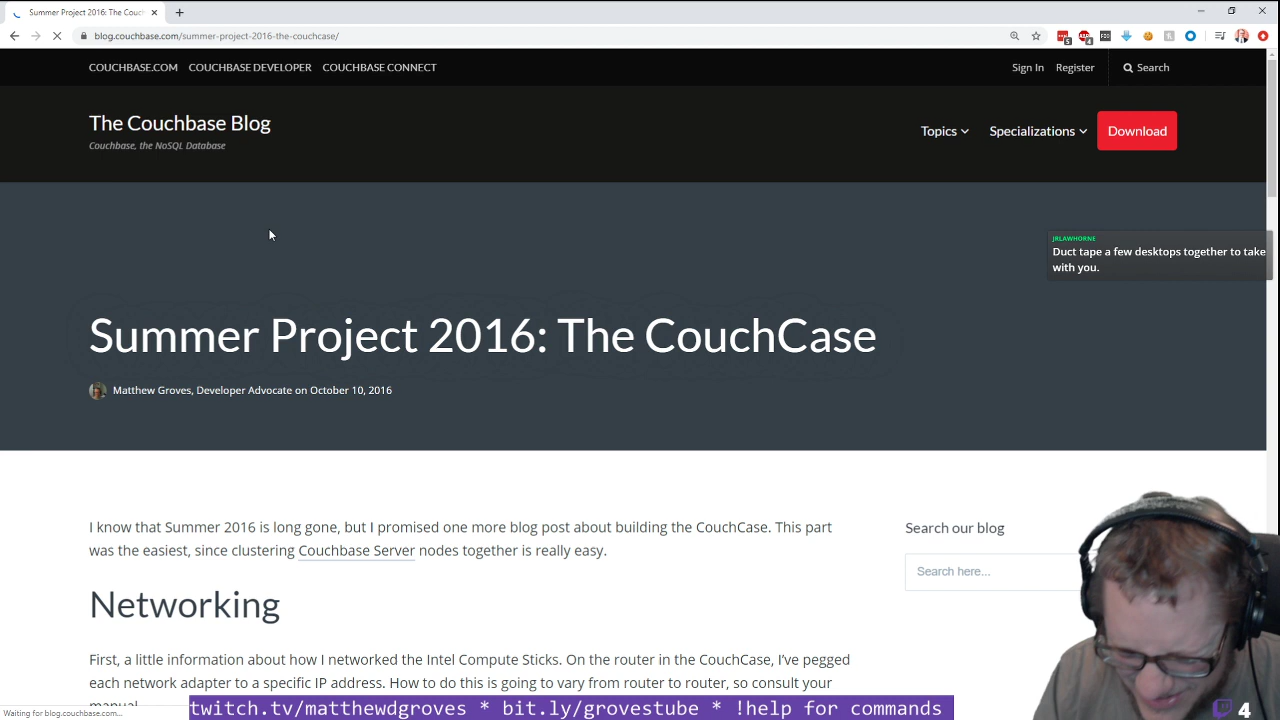 Summer Project 2016: The Couch
blog.couchbase.com/summer-project-2016-the-couchcase/
5
4
COUCHBASE.COM COUCHBASE DEVELOPER COUCHBASE CONNECT
Sign In Register Search
The Couchbase Blog
Couchbase, the NoSQL Database
Topics Specializations Download
JRLAWHORNE
Duct tape a few desktops together to take
with you.
Summer Project 2016: The CouchCase
Matthew Groves, Developer Advocate on October 10, 2016
I know that Summer 2016 is long gone, but I promised one more blog post about building the CouchCase. This part
was the easiest, since clustering Couchbase Server nodes together is really easy.
Search our blog
Search here...
Networking
First, a little information about how I networked the Intel Compute Sticks. On the router in the CouchCase, I've pegged
each network adapter to a specific IP address. How to do this is going to vary from router to router, so consult your
manual
Waiting for blog.couchbase.com...
twitch.tv/matthewdgroves * bit.ly/grovestube * !help for commands
4